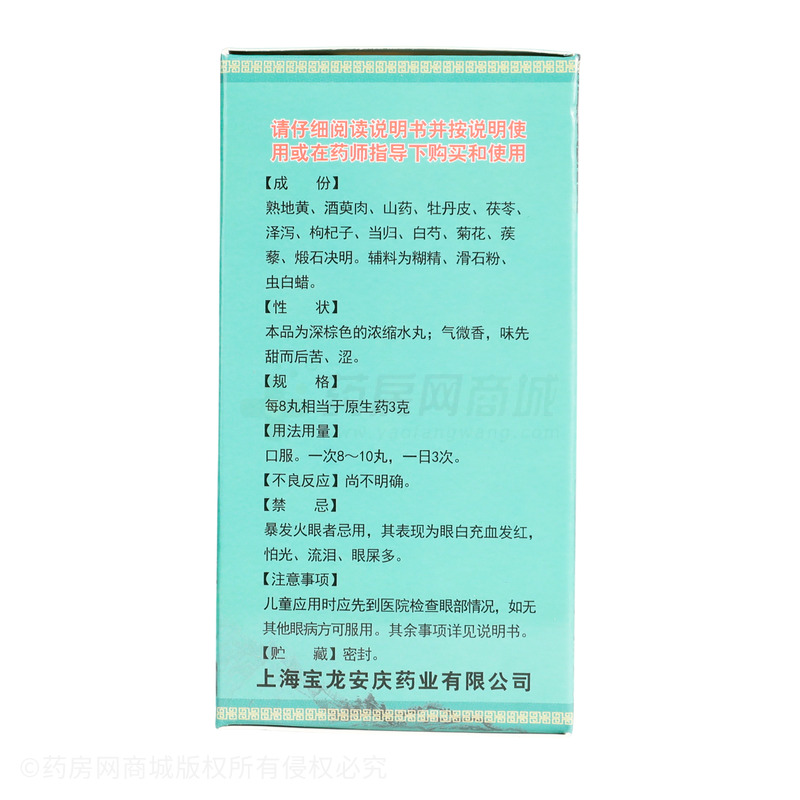 请仔细阅读说明书并按说明使
用或在药师指导下购买和使用
【成 份】
熟地黄、酒萸肉、山药、牡丹皮、茯苓、
泽泻、枸杞子、当归、白芍、菊花、蒺
藜、煅石决明。辅料为糊精、滑石粉、
虫白蜡。
【性 状】
本品为深棕色的浓缩水丸；气微香，味先
甜而后苦、涩。
【规 格】
每8丸相当于原生药3克
【用法用量】
口服。一次8～10丸，一日3次。
【不良反应】尚不明确。
【禁 忌】
暴发火眼者忌用，其表现为眼白充血发红，
怕光、流泪、眼屎多。
【注意事项】
儿童应用时应先到医院检查眼部情况，如无
其他眼病方可服用。其余事项详见说明书。
【贮 藏】密封。
上海宝龙安庆药业有限公司
药房网商城
www.yaofangwang.com
©药房网商城版权所有侵权必究